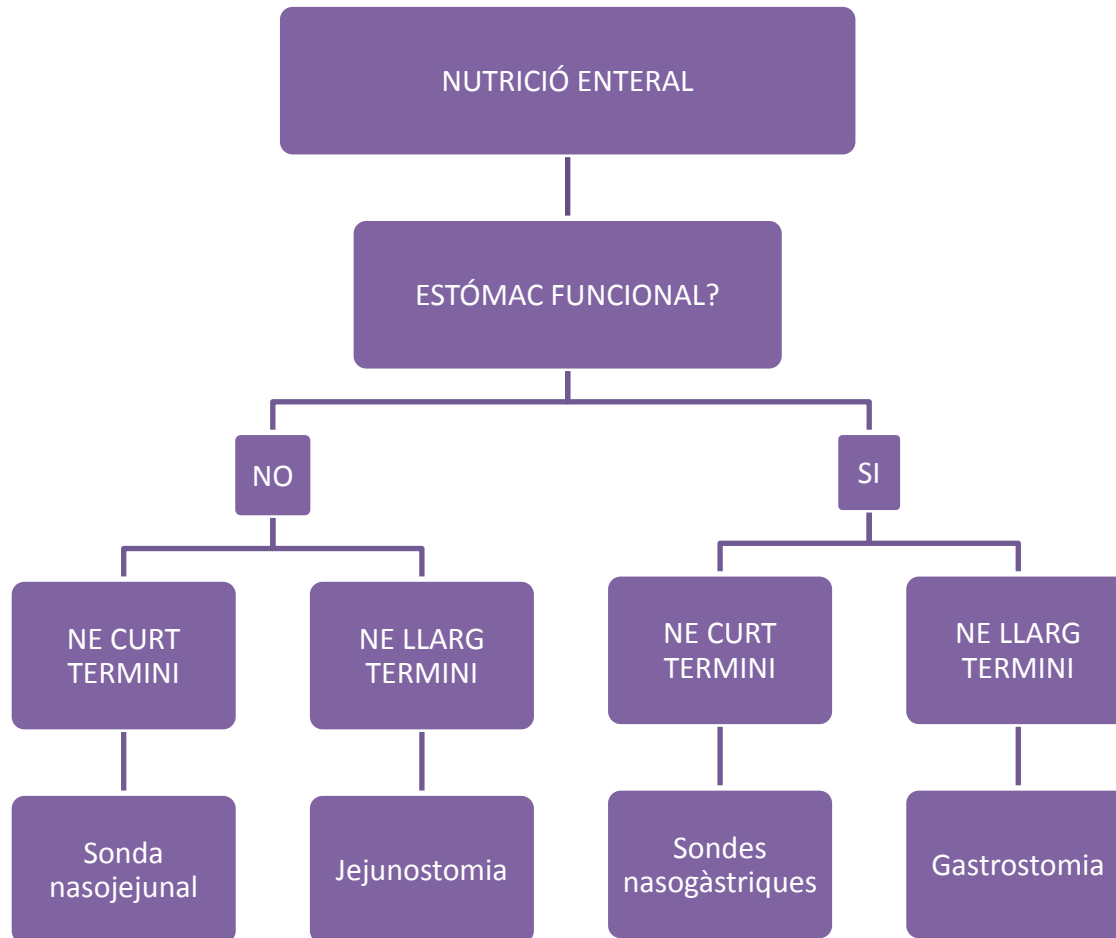 NUTRICIÓ ENTERAL
ESTÓMAC FUNCIONAL?
NO
SI
NE CURT
TERMINI
NE LLARG
TERMINI
NE CURT
TERMINI
NE LLARG
TERMINI
Sonda
nasojejunal
Jejunostomia
Sondes
nasogàstriques
Gastrostomia